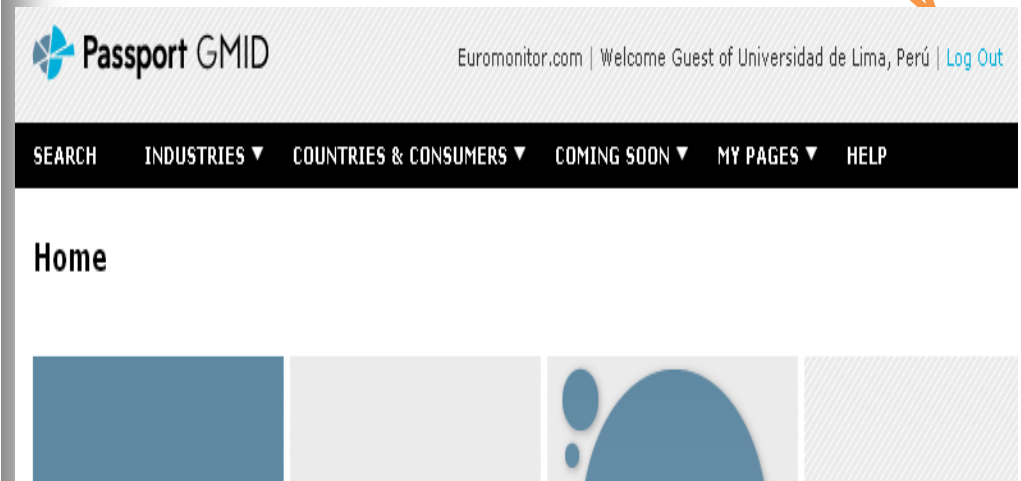 Passport GMID
Euromonitor.com | Welcome Guest of Universidad de Lima, Perú | Log Out
SEARCH INDUSTRIES ▼ COUNTRIES & CONSUMERS ▼ COMING SOON ▼ MY PAGES ▼ HELP
Home